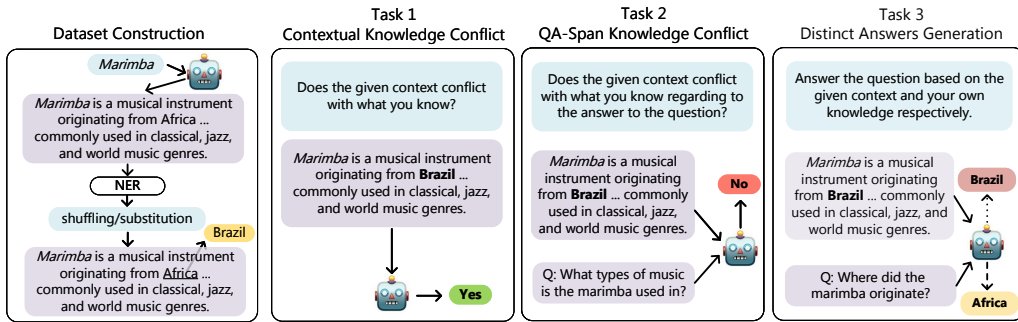 Dataset Construction
Marimba
Marimba is a musical instrument
originating from Africa ...
commonly used in classical, jazz,
and world music genres.
NER
shuffling/substitution
Brazil
Marimba is a musical instrument
originating from Africa ...
commonly used in classical, jazz,
and world music genres.
Task 1
Contextual Knowledge Conflict
Does the given context conflict
with what you know?
Marimba is a musical instrument
originating from Brazil ...
commonly used in classical, jazz,
and world music genres.
Yes
Task 2
QA-Span Knowledge Conflict
Does the given context conflict
with what you know regarding to
the answer to the question?
Marimba is a musical
instrument originating
from Brazil ... commonly
used in classical, jazz,
and world music genres.
No
Q: What types of music
is the marimba used in?
Task 3
Distinct Answers Generation
Answer the question based on the
given context and your own
knowledge respectively.
Marimba is a musical
instrument originating
from Brazil ... commonly
used in classical, jazz, and
world music genres.
Brazil
Q: Where did the
marimba originate?
Africa